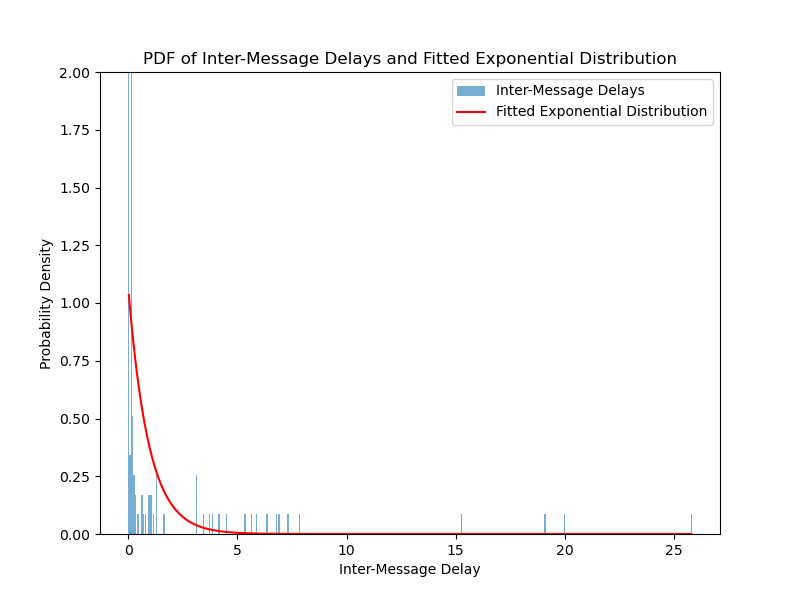 PDF of Inter-Message Delays and Fitted Exponential Distribution
Inter-Message Delays
Fitted Exponential Distribution
Probability Density
2.00
1.75
1.50
1.25
1.00
0.75
0.50
0.25
0.00
0 5 10 15 20 25
Inter-Message Delay